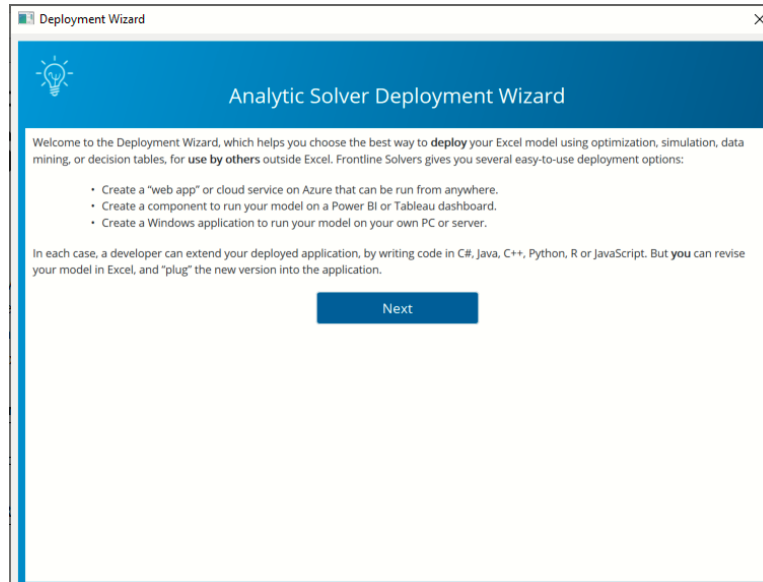 Deployment Wizard
Analytic Solver Deployment Wizard
Welcome to the Deployment Wizard, which helps you choose the best way to deploy your Excel model using optimization, simulation, data
mining, or decision tables, for use by others outside Excel. Frontline Solvers gives you several easy-to-use deployment options:
• Create a “web app” or cloud service on Azure that can be run from anywhere.
• Create a component to run your model on a Power BI or Tableau dashboard.
• Create a Windows application to run your model on your own PC or server.
In each case, a developer can extend your deployed application, by writing code in C#, Java, C++, Python, R or JavaScript. But you can revise
your model in Excel, and “plug” the new version into the application.
Next